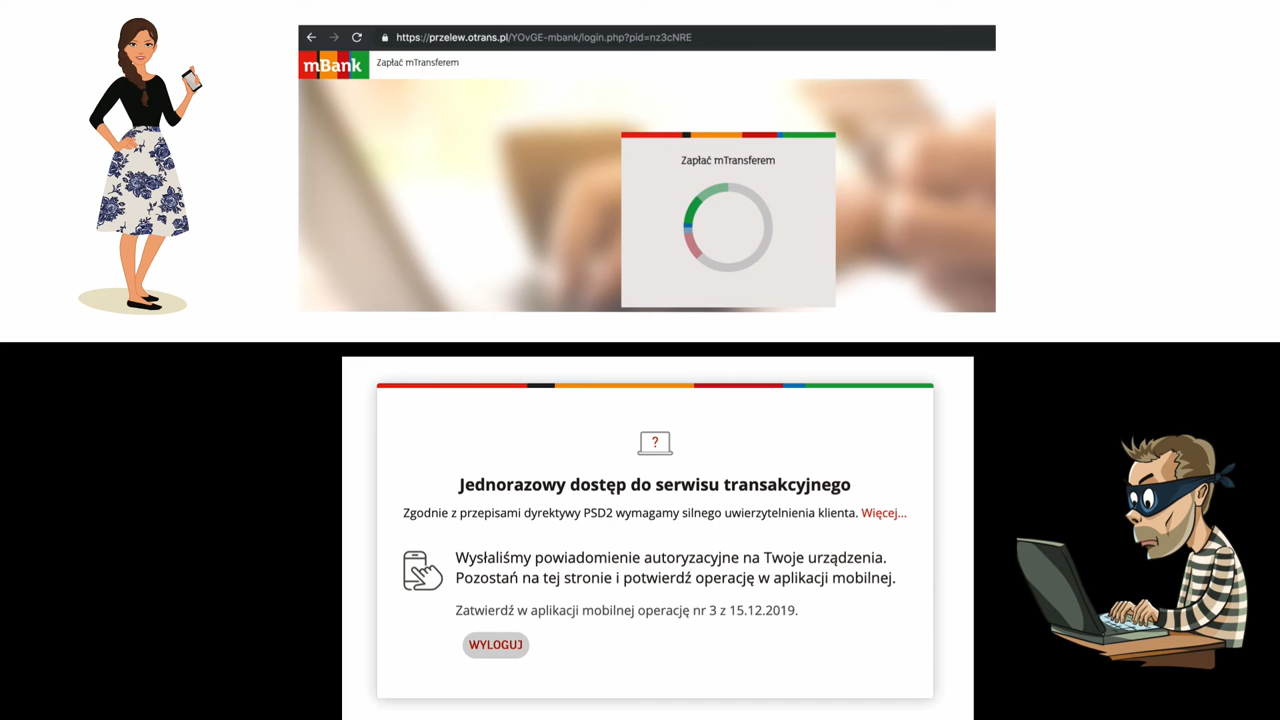 https://przelew.otrans.pl/YOvGE-mbank/login.php?pid=nz3cNRE
mBank Zapłać mTransferem
Zapłać mTransferem
?
Jednorazowy dostęp do serwisu transakcyjnego
Zgodnie z przepisami dyrektywy PSD2 wymagamy silnego uwierzytelnienia klienta. Więcej...
Wysłaliśmy powiadomienie autoryzacyjne na Twoje urządzenia.
Pozostań na tej stronie i potwierdź operację w aplikacji mobilnej.
Zatwierdź w aplikacji mobilnej operację nr 3 z 15.12.2019.
WYLOGUJ